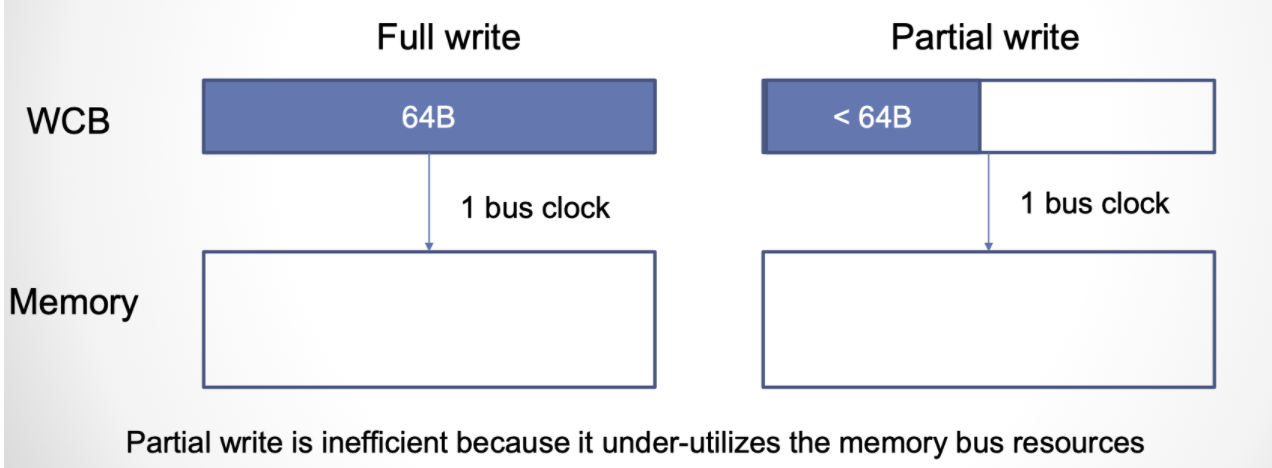 Full write
Partial write
WCB
64B
< 64B
1 bus clock
1 bus clock
Memory
Partial write is inefficient because it under-utilizes the memory bus resources